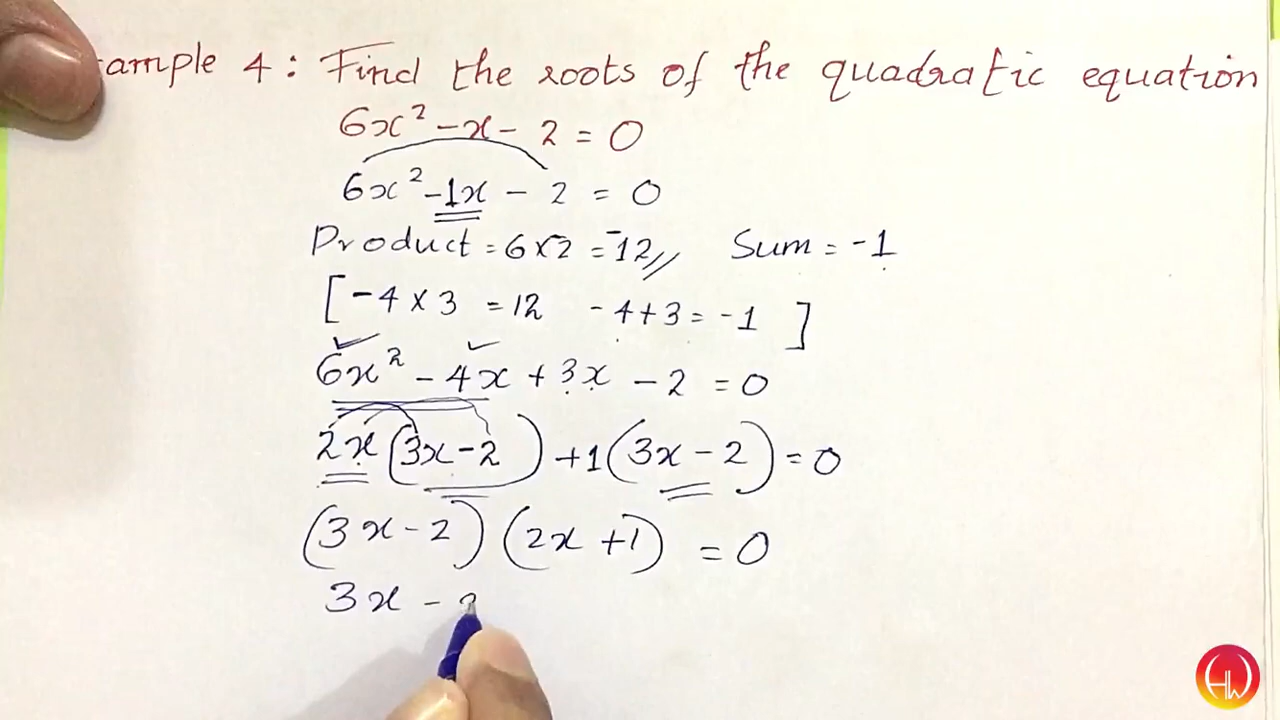 ample 4 : Find the roots of the quadratic equation
6x² - x - 2 = 0
6x² - 1x - 2 = 0
Product = 6 x -2 = -12 // Sum = -1
[ -4 x 3 = 12 -4+3 = -1 ]
6x² - 4x + 3x - 2 = 0
2x (3x-2) + 1 (3x - 2) = 0
(3x - 2) (2x + 1) = 0
3x -
HW